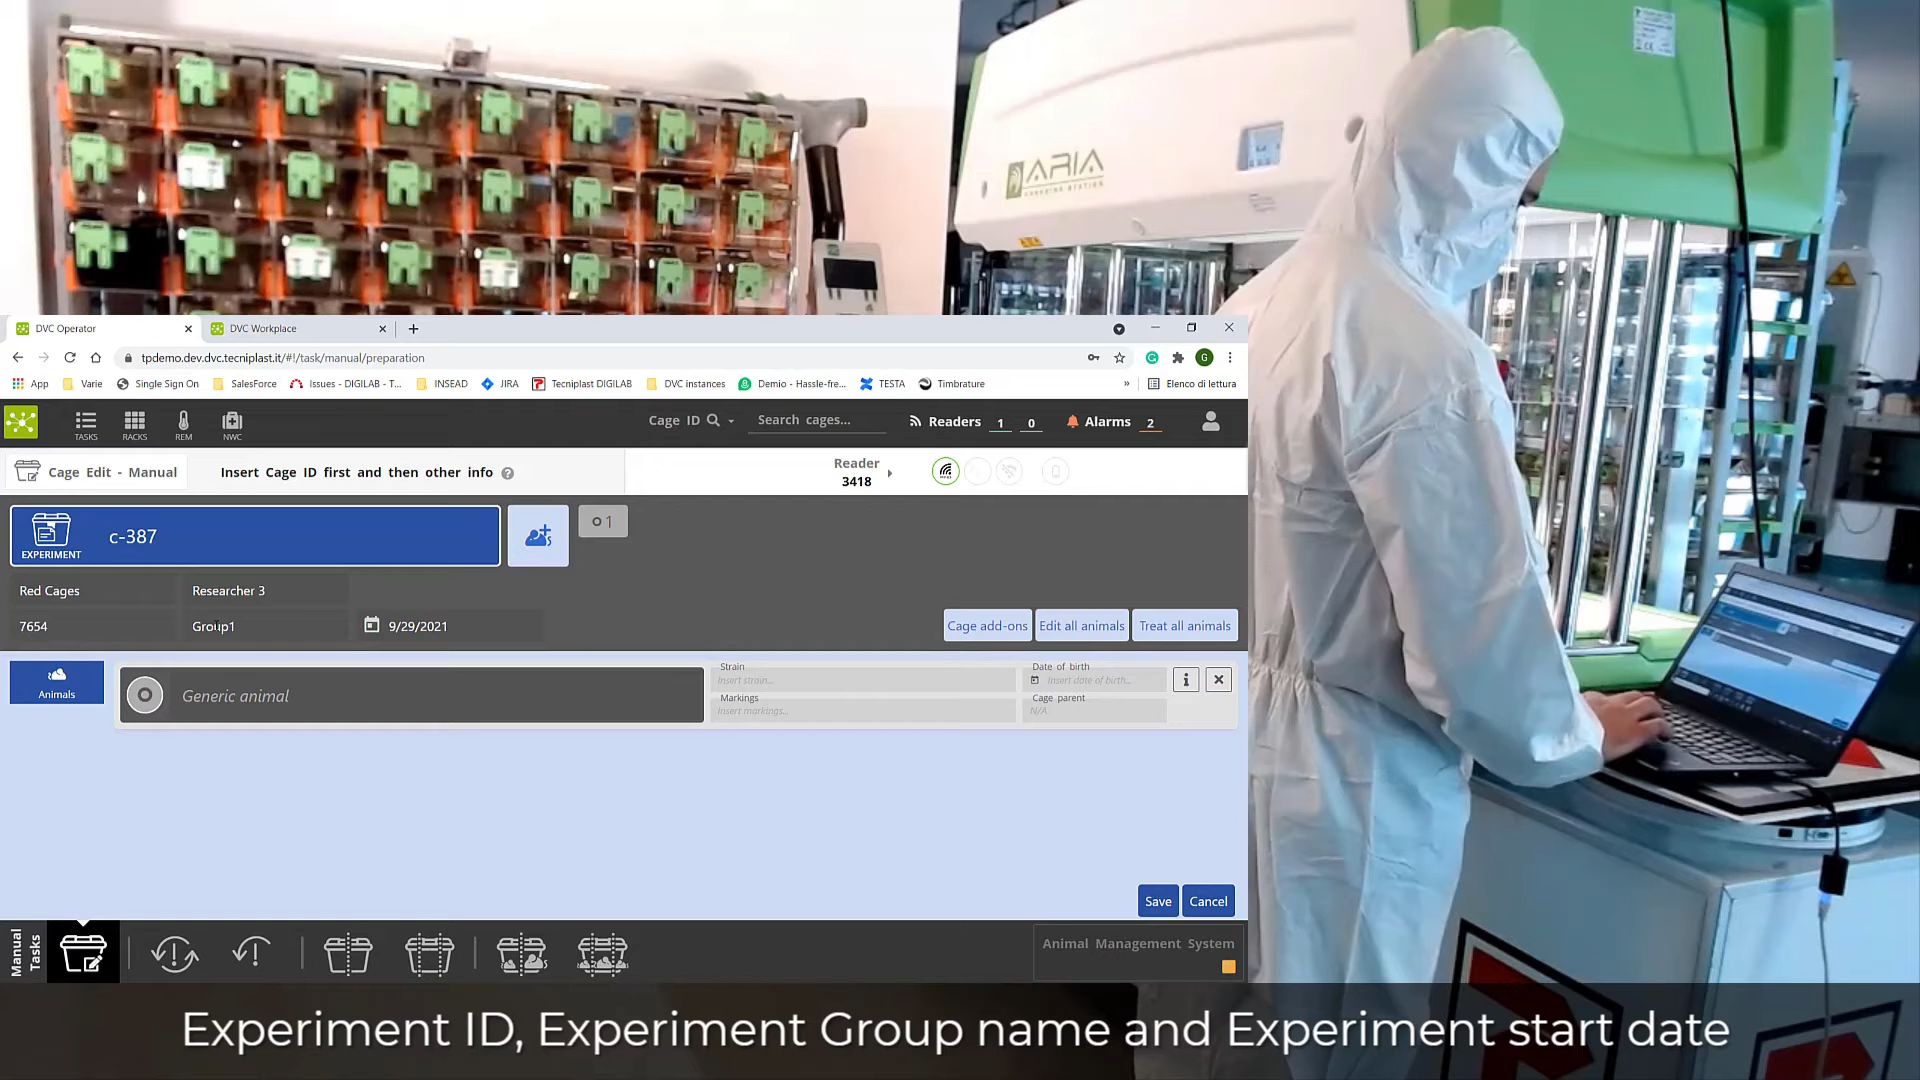 ARIA
CHANGING STATION
DVC Operator
DVC Workplace
tpdemo.dev.dvc.tecniplast.it/#!/task/manual/preparation
G
App
Varie
Single Sign On
SalesForce
Issues - DIGILAB - T...
INSEAD
JIRA
Tecniplast DIGILAB
DVC instances
Demio - Hassle-fre...
TESTA
Timbrature
»
Elenco di lettura
TASKS
RACKS
REM
NWC
Cage ID
Search cages...
Readers 1 0
Alarms 2
Cage Edit - Manual
Insert Cage ID first and then other info ?
Reader
3418
EXPERIMENT
c-387
1
Red Cages
Researcher 3
7654
Group1
9/29/2021
Cage add-ons
Edit all animals
Treat all animals
Animals
Generic animal
Strain
Insert strain...
Markings
Insert markings...
Date of birth
Insert date of birth...
Cage parent
N/A
Save
Cancel
Manual
Tasks
Animal Management System
Experiment ID, Experiment Group name and Experiment start date